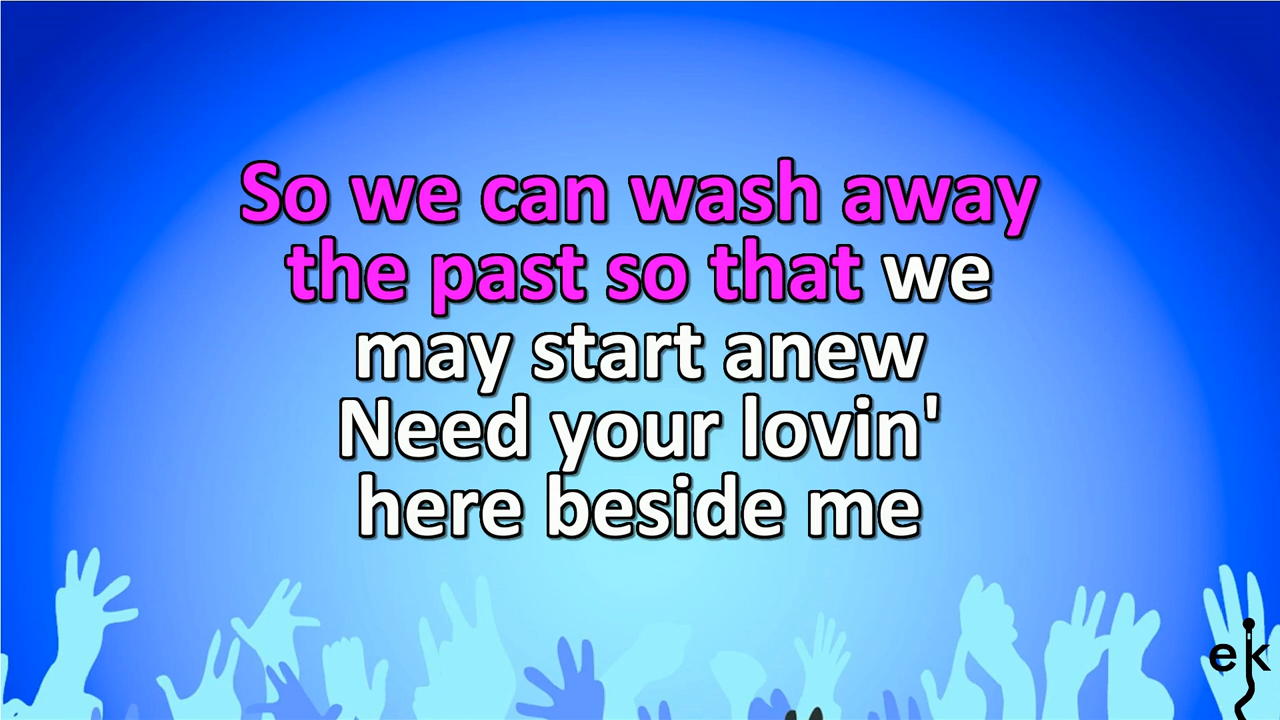 So we can wash away
the past so that we
may start anew
Need your lovin'
here beside me
ek